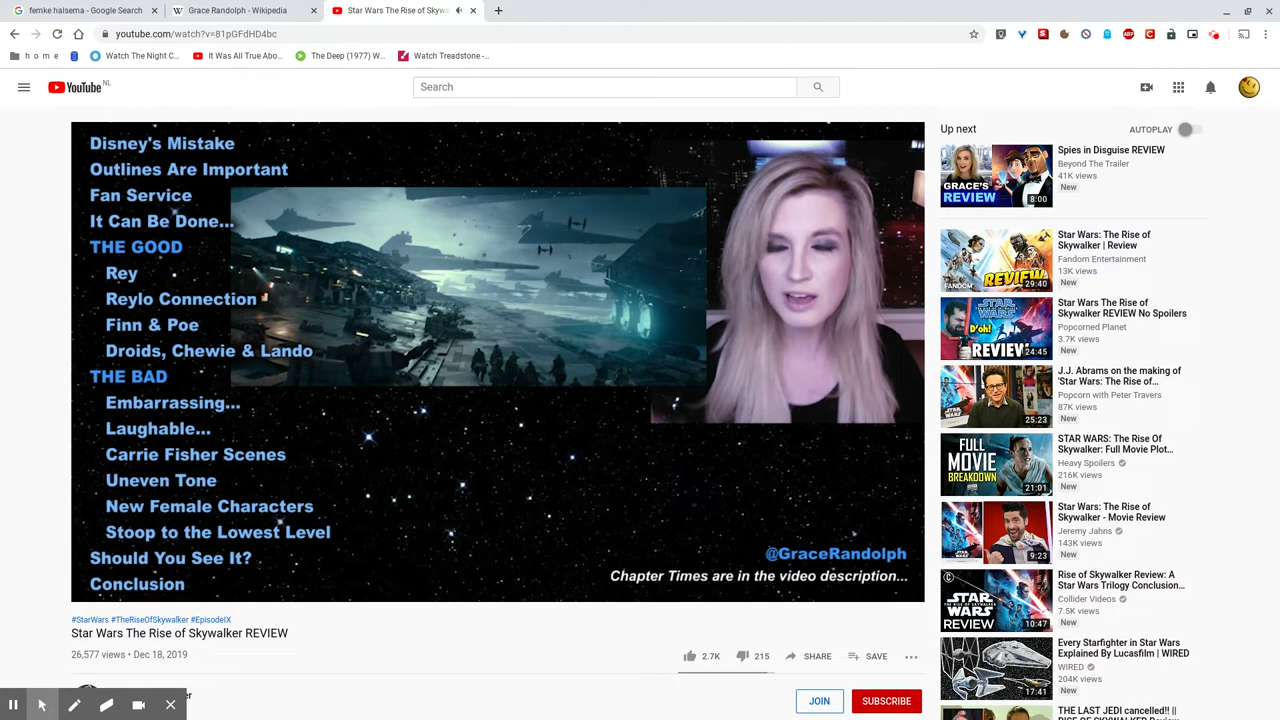 femke halsema - Google Search
Grace Randolph - Wikipedia
Star Wars The Rise of Skywa
youtube.com/watch?v=81pGFdHD4bc
h o m e
Watch The Night C...
It Was All True Abo...
The Deep (1977) W...
Watch Treadstone -...
YouTube NL
Search
Disney's Mistake
Outlines Are Important
Fan Service
It Can Be Done...
THE GOOD
Rey
Reylo Connection
Finn & Poe
Droids, Chewie & Lando
THE BAD
Embarrassing...
Laughable...
Carrie Fisher Scenes
Uneven Tone
New Female Characters
Stoop to the Lowest Level
Should You See It?
Conclusion
@GraceRandolph
Chapter Times are in the video description...
#StarWars #TheRiseOfSkywalker #EpisodeIX
Star Wars The Rise of Skywalker REVIEW
26,577 views • Dec 18, 2019
2.7K
215
SHARE
SAVE
JOIN
SUBSCRIBE
Up next
AUTOPLAY
GRACE'S
REVIEW
8:00
Spies in Disguise REVIEW
Beyond The Trailer
41K views
New
REVIEW
29:40
Star Wars: The Rise of
Skywalker | Review
Fandom Entertainment
13K views
New
D'oh!
REVIEW
24:45
Star Wars The Rise of
Skywalker REVIEW No Spoilers
Popcorned Planet
3.7K views
New
25:23
J.J. Abrams on the making of
'Star Wars: The Rise of...
Popcorn with Peter Travers
87K views
New
FULL
MOVIE
BREAKDOWN
21:01
STAR WARS: The Rise Of
Skywalker: Full Movie Plot...
Heavy Spoilers
216K views
New
9:23
Star Wars: The Rise of
Skywalker - Movie Review
Jeremy Jahns
143K views
New
STAR
WARS
REVIEW
10:47
Rise of Skywalker Review: A
Star Wars Trilogy Conclusion...
Collider Videos
7.5K views
New
17:41
Every Starfighter in Star Wars
Explained By Lucasfilm | WIRED
WIRED
204K views
New
THE LAST JEDI cancelled!! ||